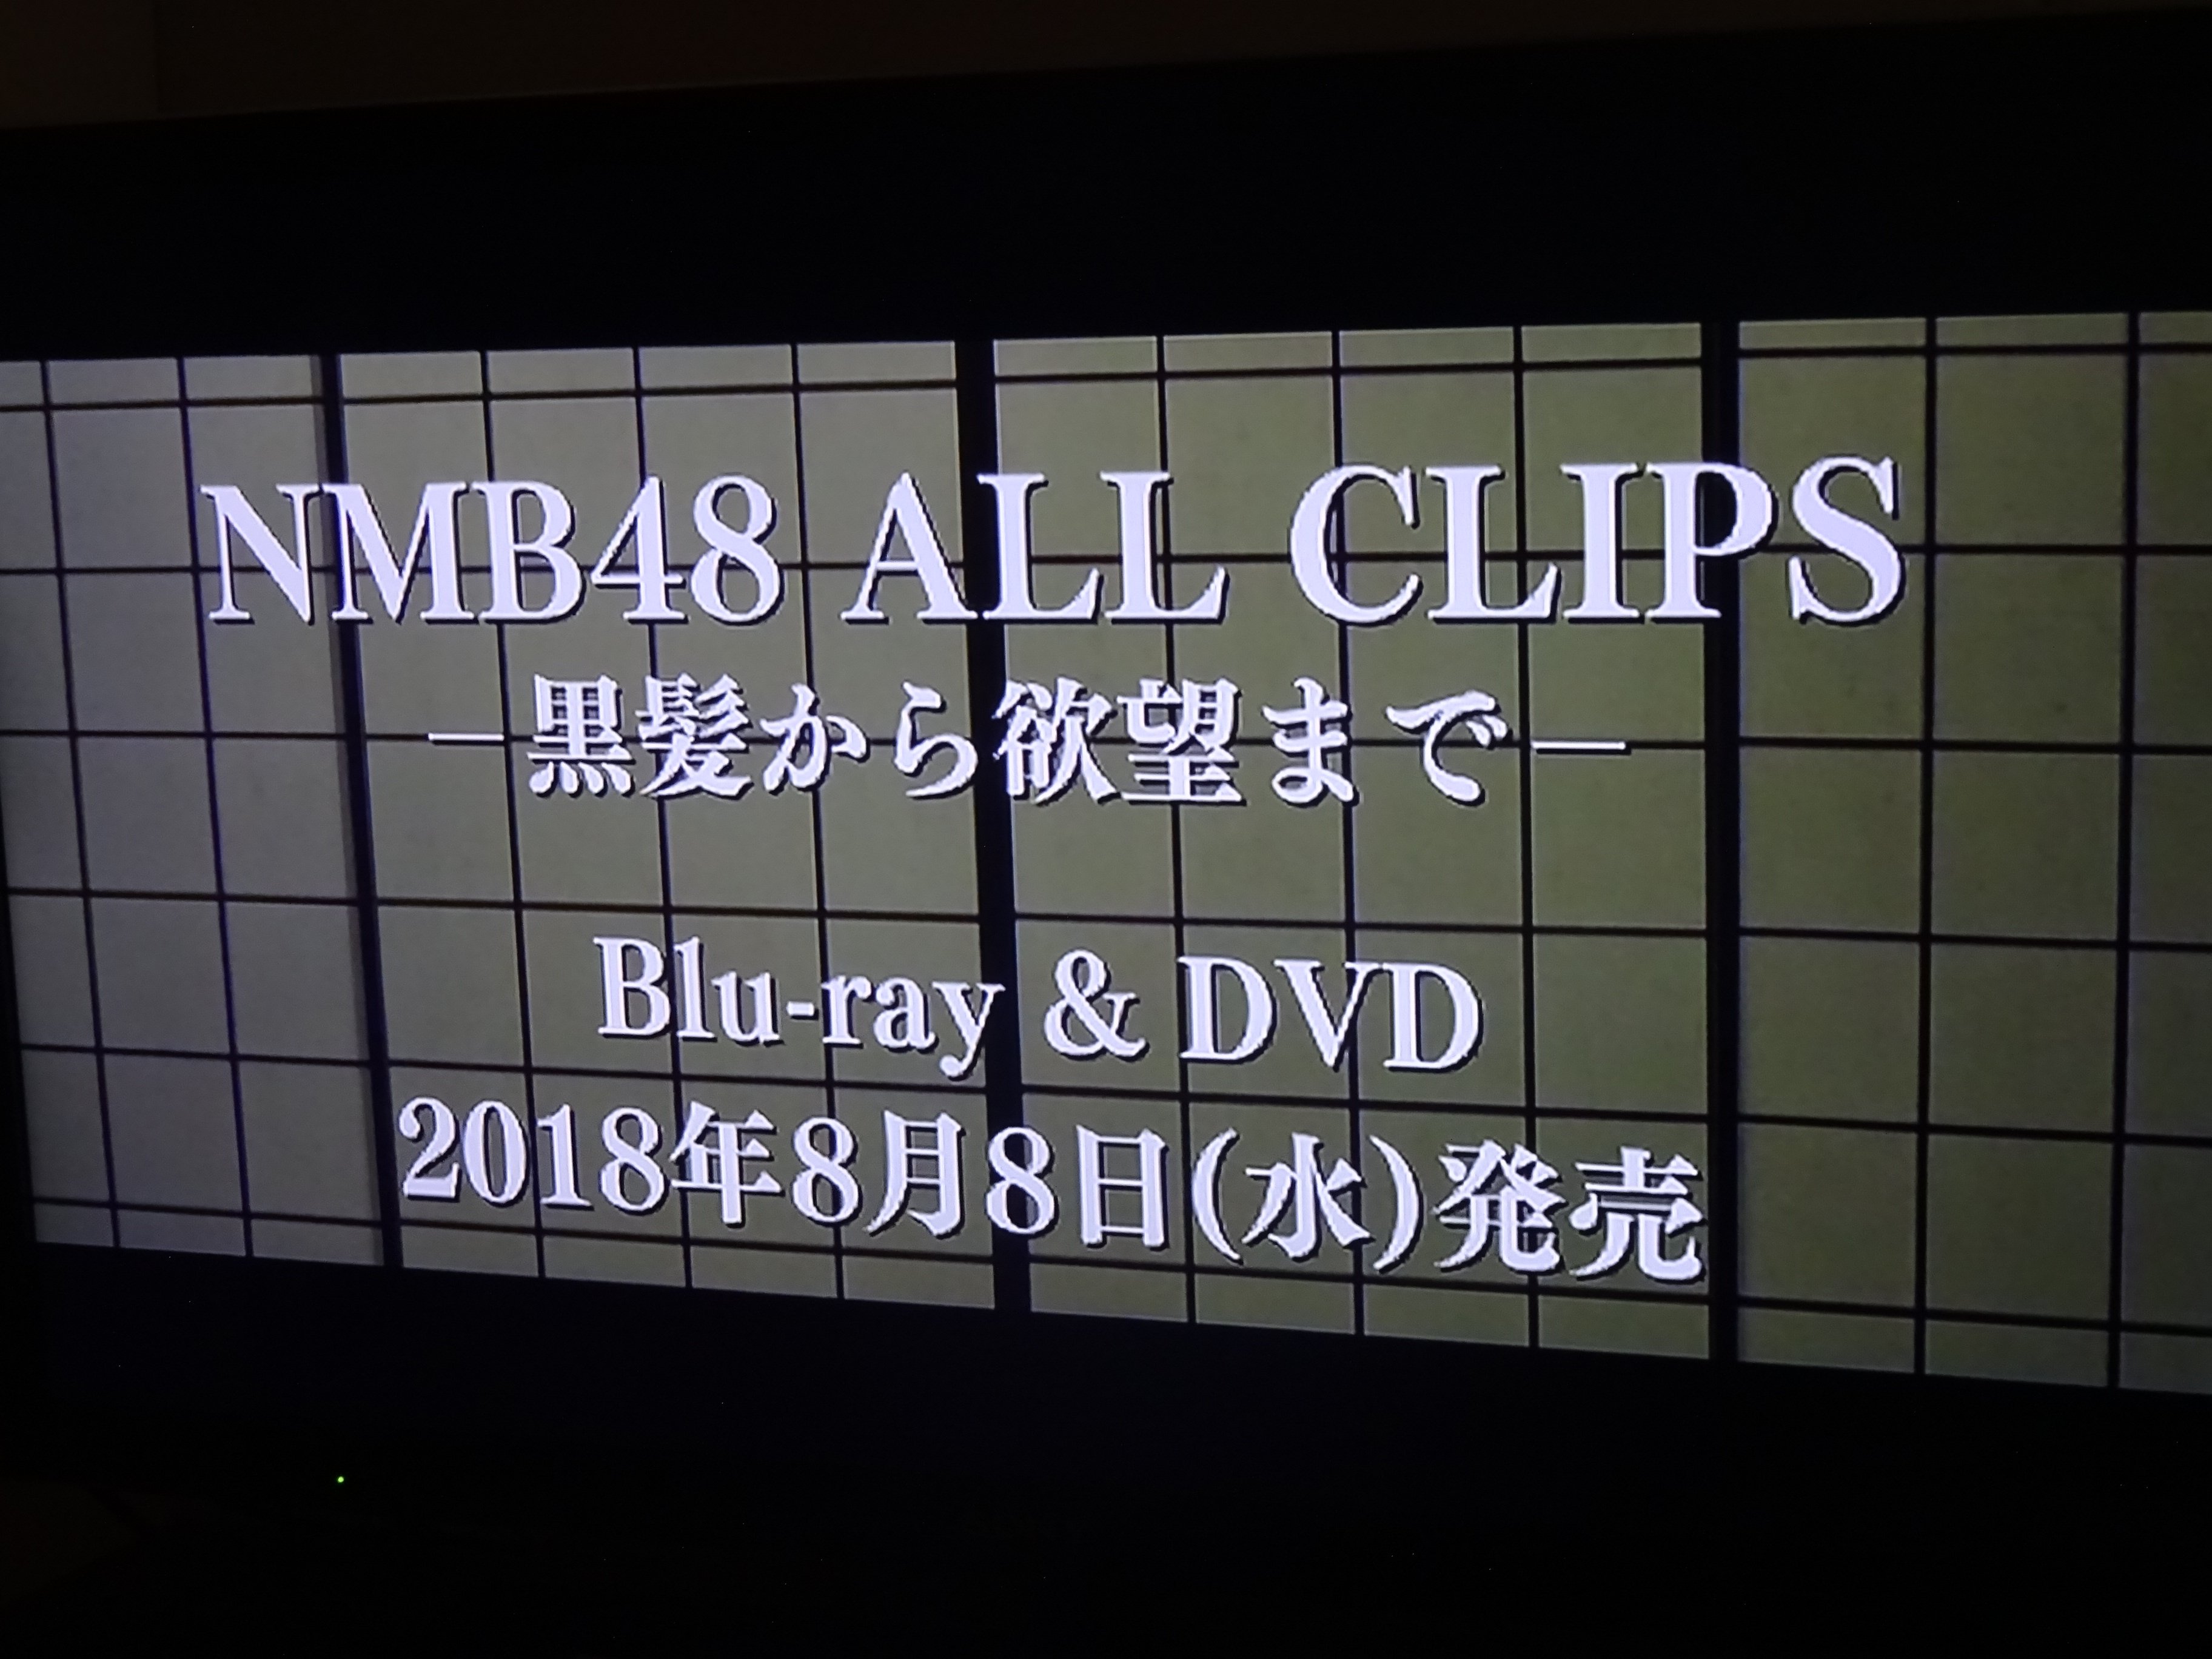 NMB48 ALL CLIPS
－黒髪から欲望まで－
Blu-ray & DVD
2018年8月8日(水)発売